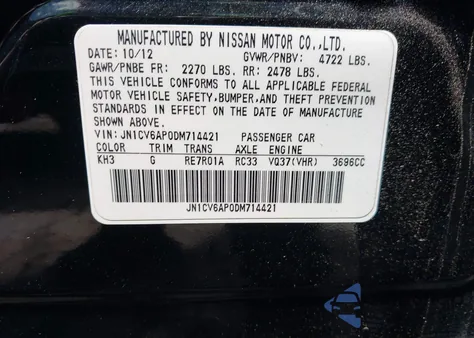 MANUFACTURED BY NISSAN MOTOR CO.,LTD.
DATE: 10/12 GVWR/PNBV: 4722 LBS.
GAWR/PNBE FR: 2270 LBS. RR: 2478 LBS.
THIS VEHICLE CONFORMS TO ALL APPLICABLE FEDERAL
MOTOR VEHICLE SAFETY,BUMPER,AND THEFT PREVENTION
STANDARDS IN EFFECT ON THE DATE OF MANUFACTURE
SHOWN ABOVE.
VIN: JN1CV6AP0DM714421 PASSENGER CAR
COLOR TRIM TRANS AXLE ENGINE
KH3 G RE7R01A RC33 VQ37(VHR) 3696CC
JN1CV6AP0DM714421